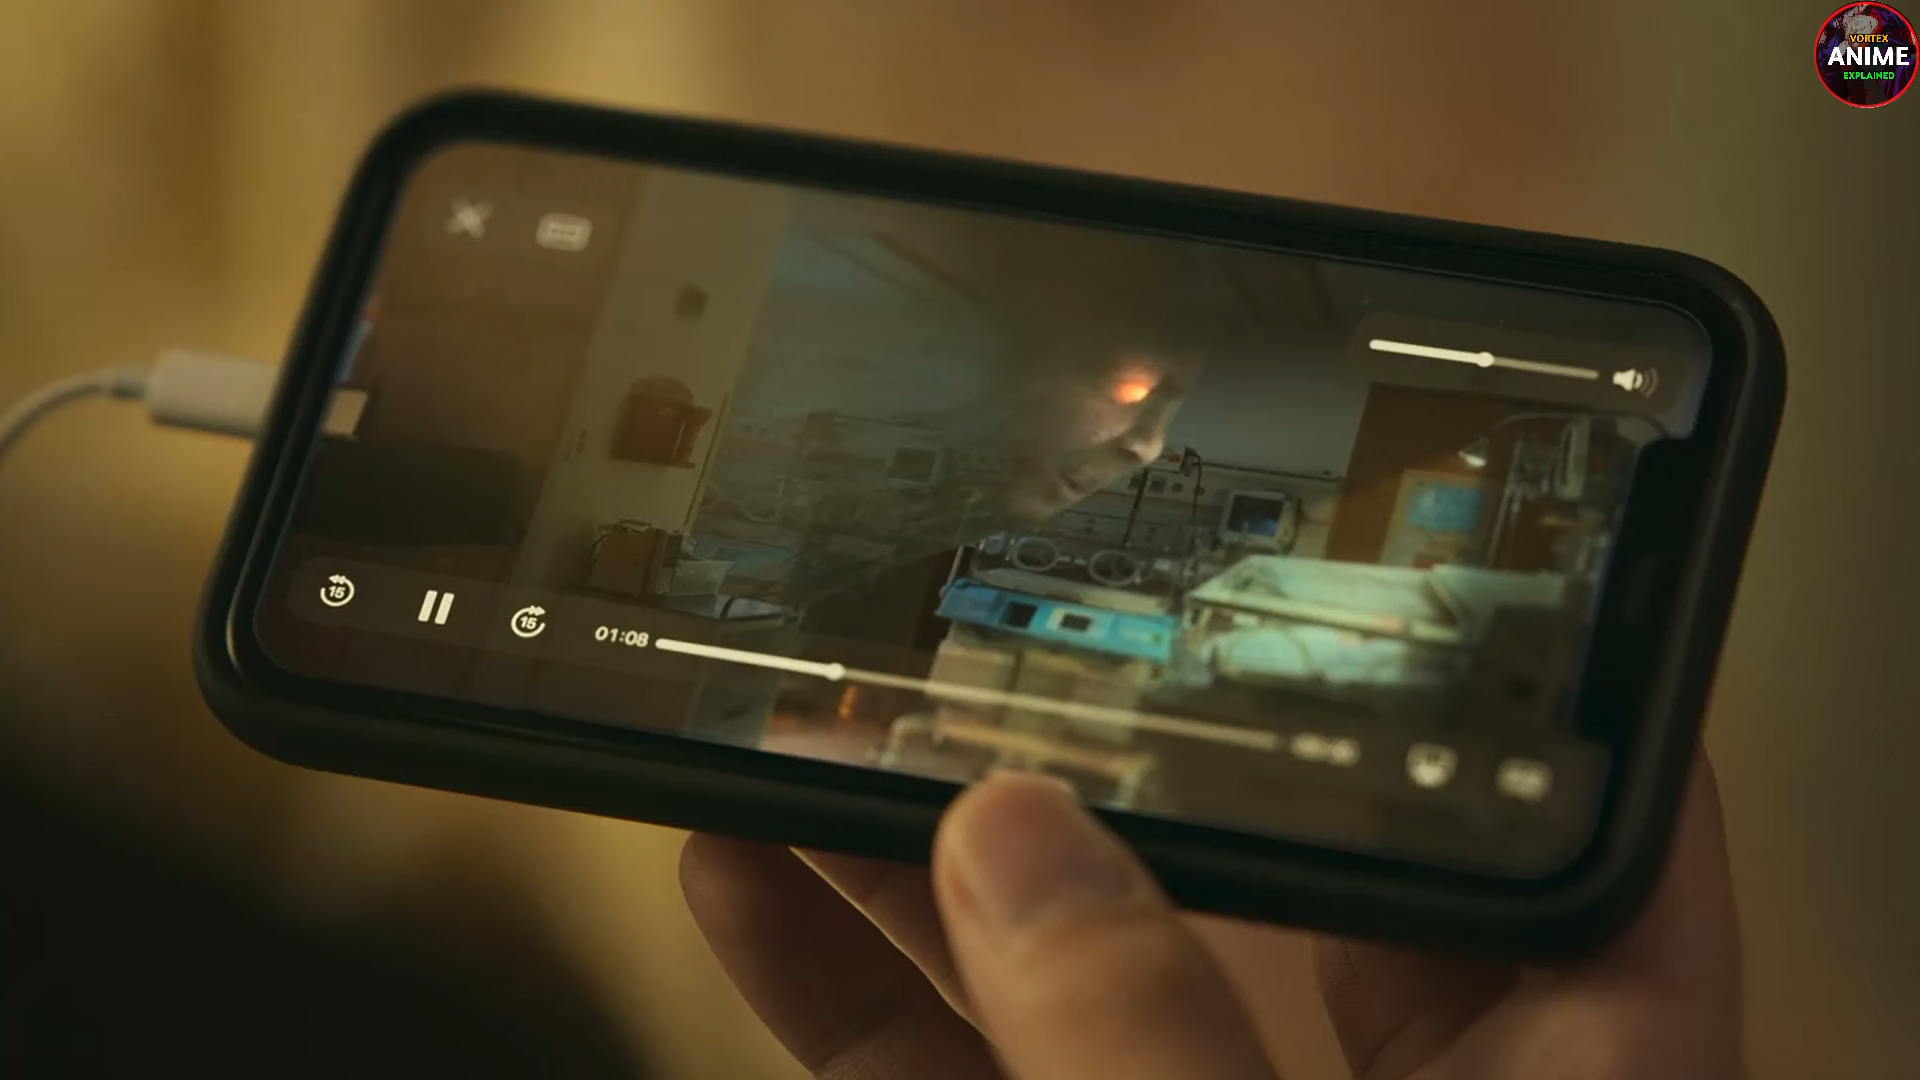 VORTEX
ANIME
EXPLAINED
15
15
01:08